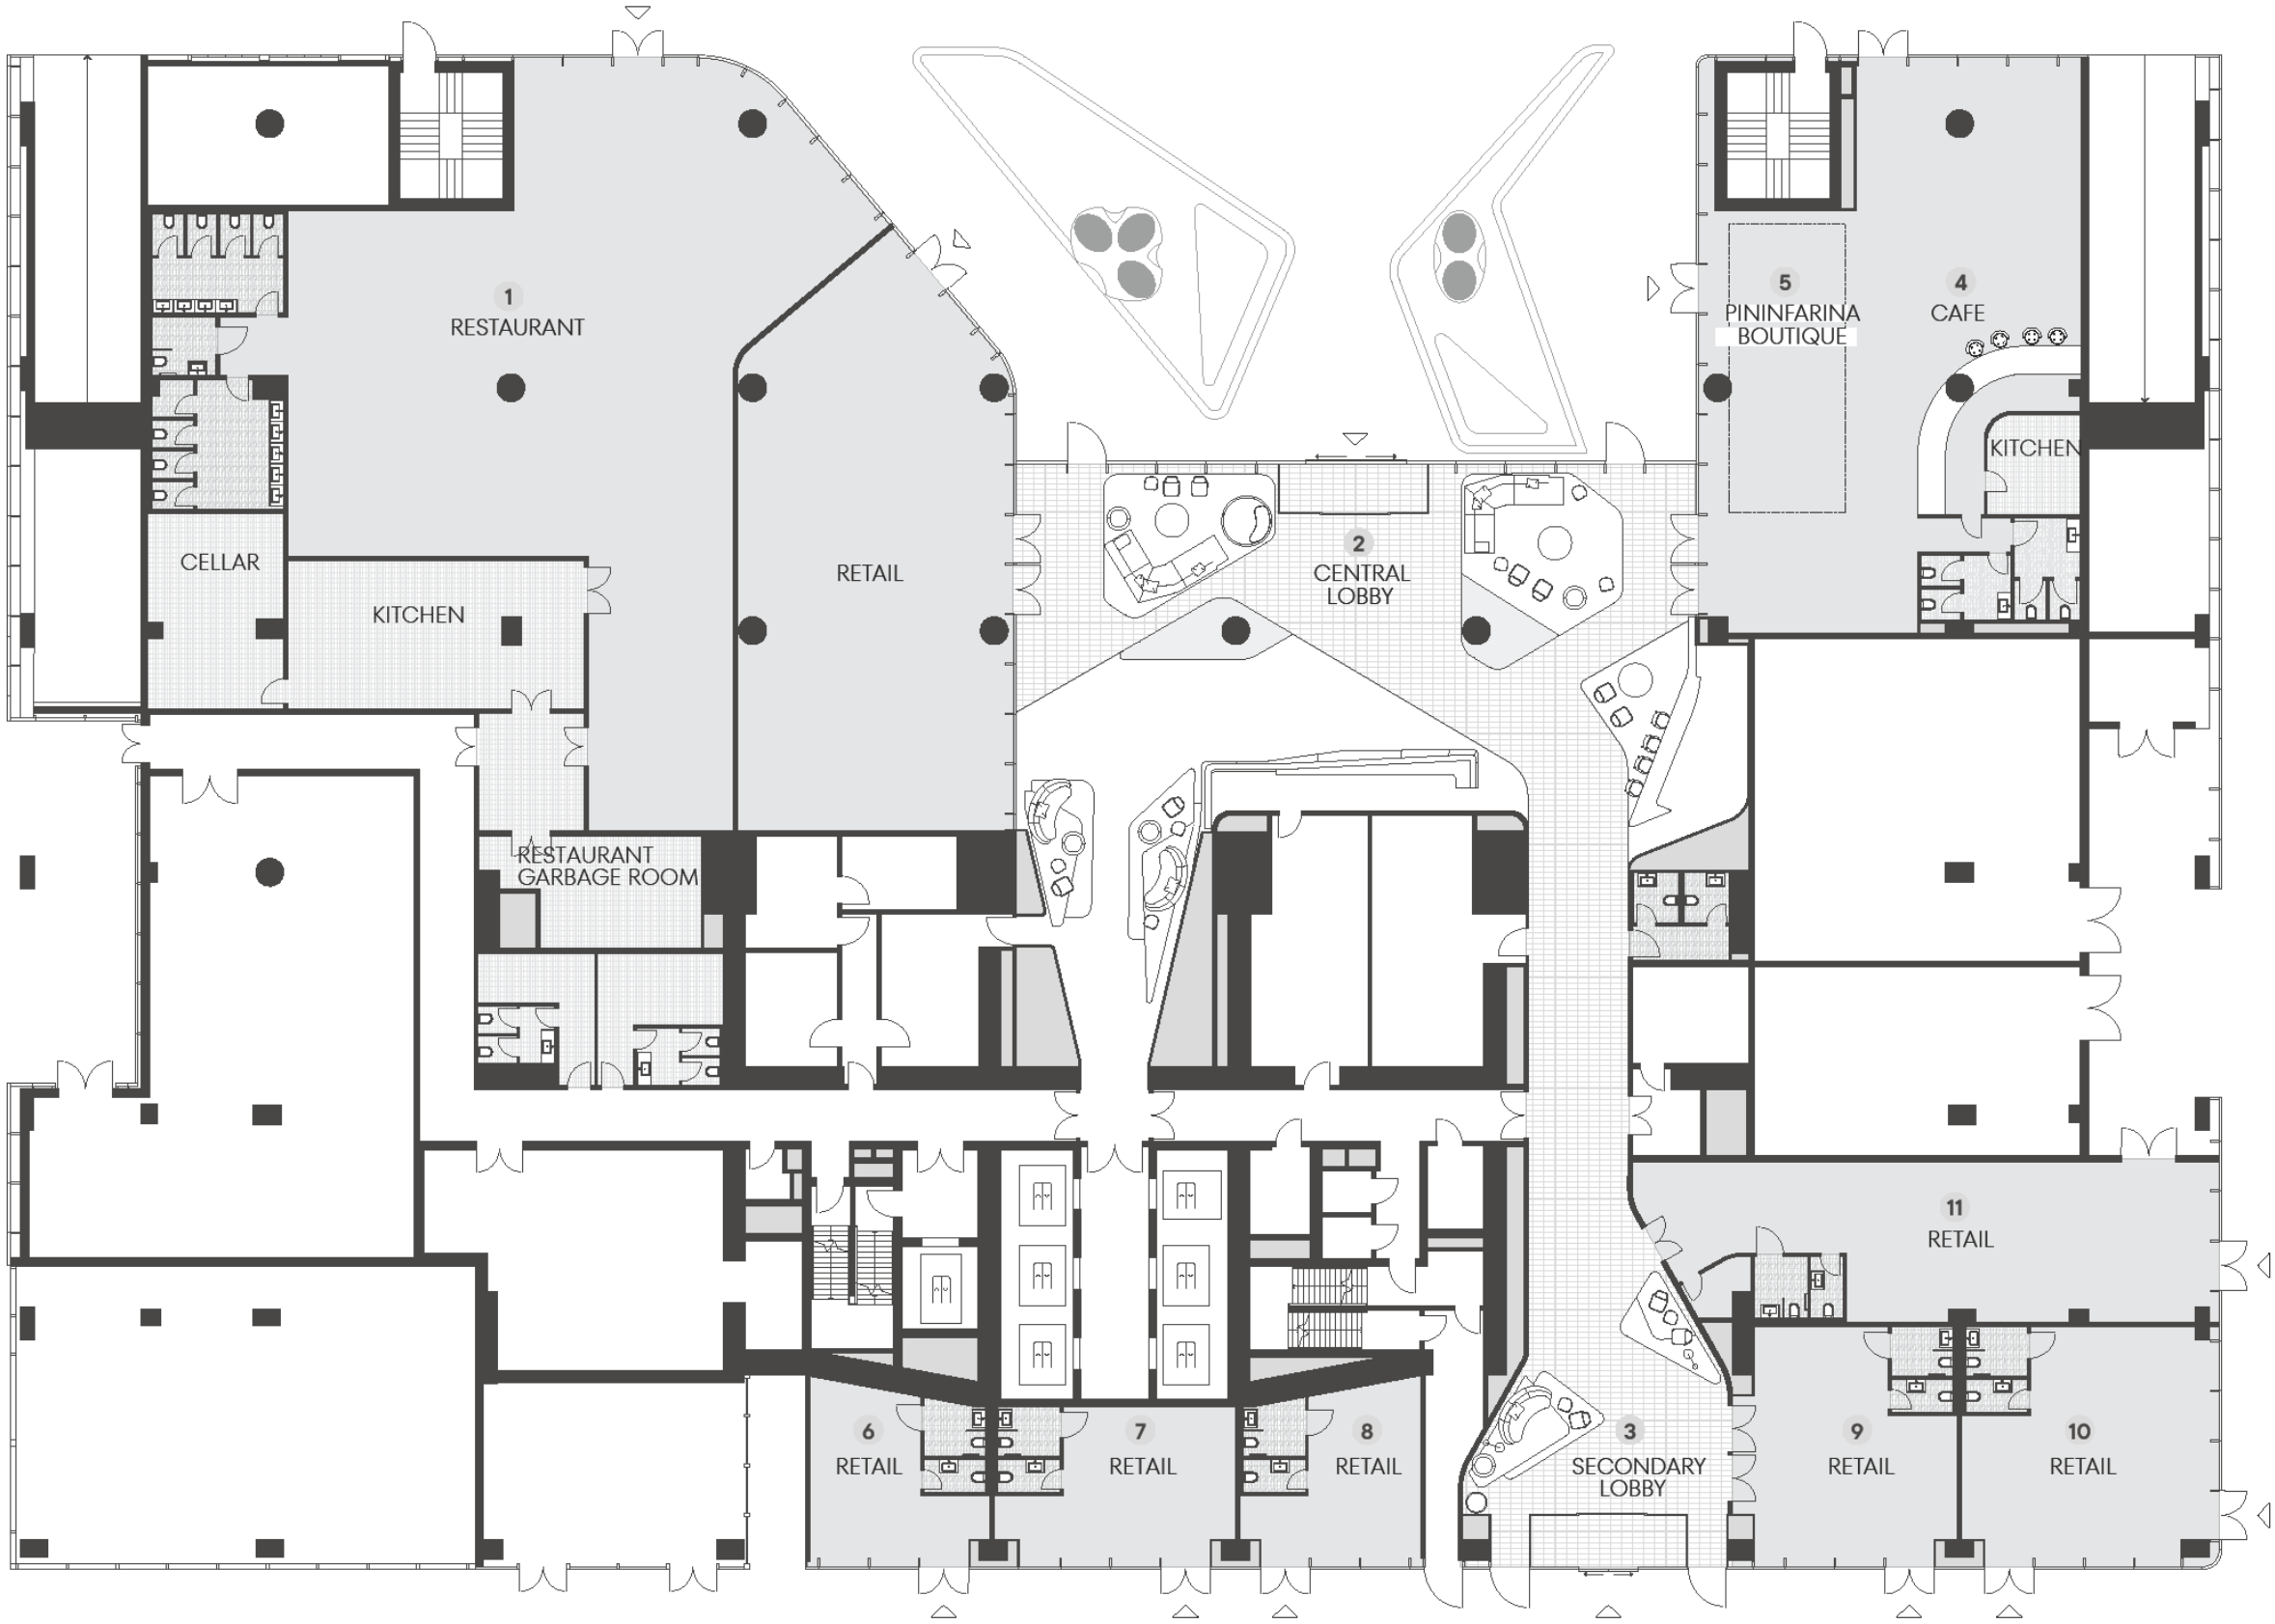 1
RESTAURANT
5
PININFARINA
BOUTIQUE
4
CAFE
KITCHEN
2
CENTRAL
LOBBY
CELLAR
KITCHEN
RETAIL
RESTAURANT
GARBAGE ROOM
11
RETAIL
6
RETAIL
7
RETAIL
8
RETAIL
3
SECONDARY
LOBBY
9
RETAIL
10
RETAIL